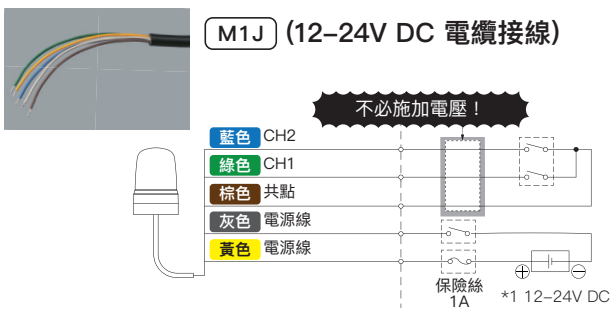 M1J (12–24V DC 電纜接線)
不必施加電壓！
藍色 CH2
綠色 CH1
棕色 共點
灰色 電源線
黃色 電源線
保險絲
1A
*1 12–24V DC